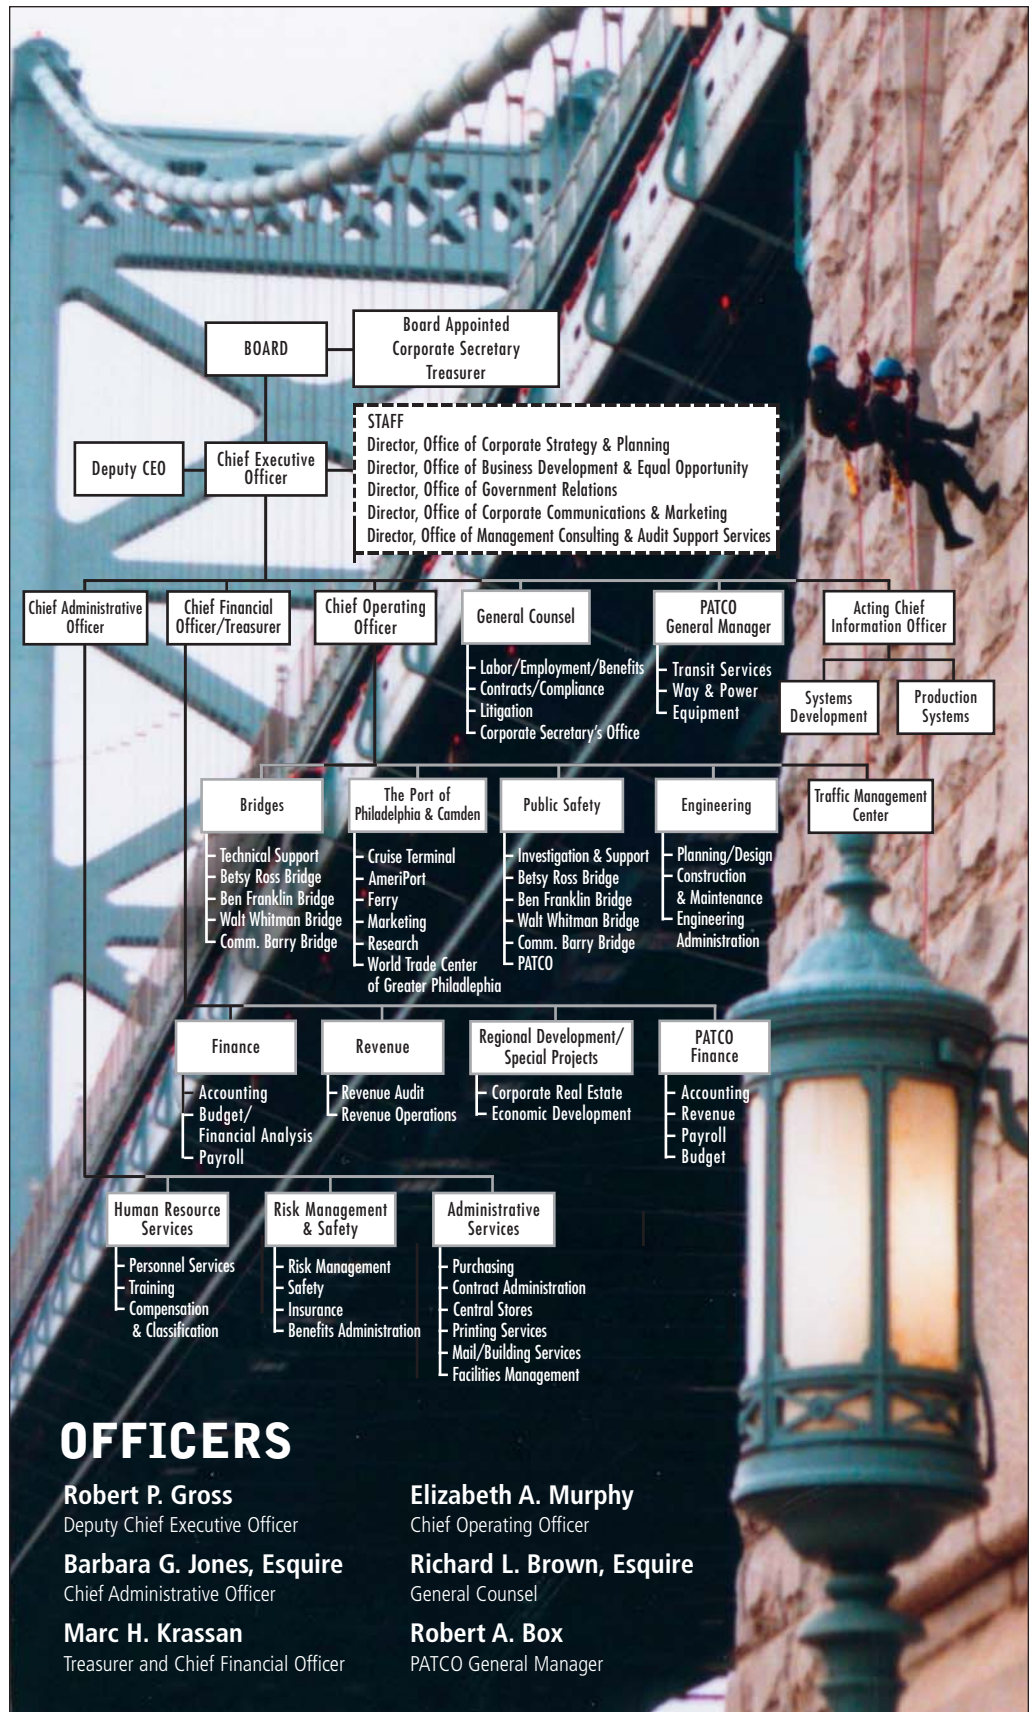 BOARD
Board Appointed
Corporate Secretary
Treasurer
Deputy CEO
Chief Executive
Officer
STAFF
Director, Office of Corporate Strategy & Planning
Director, Office of Business Development & Equal Opportunity
Director, Office of Government Relations
Director, Office of Corporate Communications & Marketing
Director, Office of Management Consulting & Audit Support Services
Chief Administrative
Officer
Chief Financial
Officer/Treasurer
Chief Operating
Officer
General Counsel
Labor/Employment/Benefits
Contracts/Compliance
Litigation
Corporate Secretary's Office
PATCO
General Manager
Transit Services
Way & Power
Equipment
Acting Chief
Information Officer
Systems
Development
Production
Systems
Bridges
Technical Support
Betsy Ross Bridge
Ben Franklin Bridge
Walt Whitman Bridge
Comm. Barry Bridge
The Port of
Philadelphia & Camden
Cruise Terminal
AmeriPort
Ferry
Marketing
Research
World Trade Center
of Greater Philadlephia
Public Safety
Investigation & Support
Betsy Ross Bridge
Ben Franklin Bridge
Walt Whitman Bridge
Comm. Barry Bridge
PATCO
Engineering
Planning/Design
Construction
& Maintenance
Engineering
Administration
Traffic Management
Center
Finance
Accounting
Budget/
Financial Analysis
Payroll
Revenue
Revenue Audit
Revenue Operations
Regional Development/
Special Projects
Corporate Real Estate
Economic Development
PATCO
Finance
Accounting
Revenue
Payroll
Budget
Human Resource
Services
Personnel Services
Training
Compensation
& Classification
Risk Management
& Safety
Risk Management
Safety
Insurance
Benefits Administration
Administrative
Services
Purchasing
Contract Administration
Central Stores
Printing Services
Mail/Building Services
Facilities Management
OFFICERS
Robert P. Gross
Deputy Chief Executive Officer
Barbara G. Jones, Esquire
Chief Administrative Officer
Marc H. Krassan
Treasurer and Chief Financial Officer
Elizabeth A. Murphy
Chief Operating Officer
Richard L. Brown, Esquire
General Counsel
Robert A. Box
PATCO General Manager